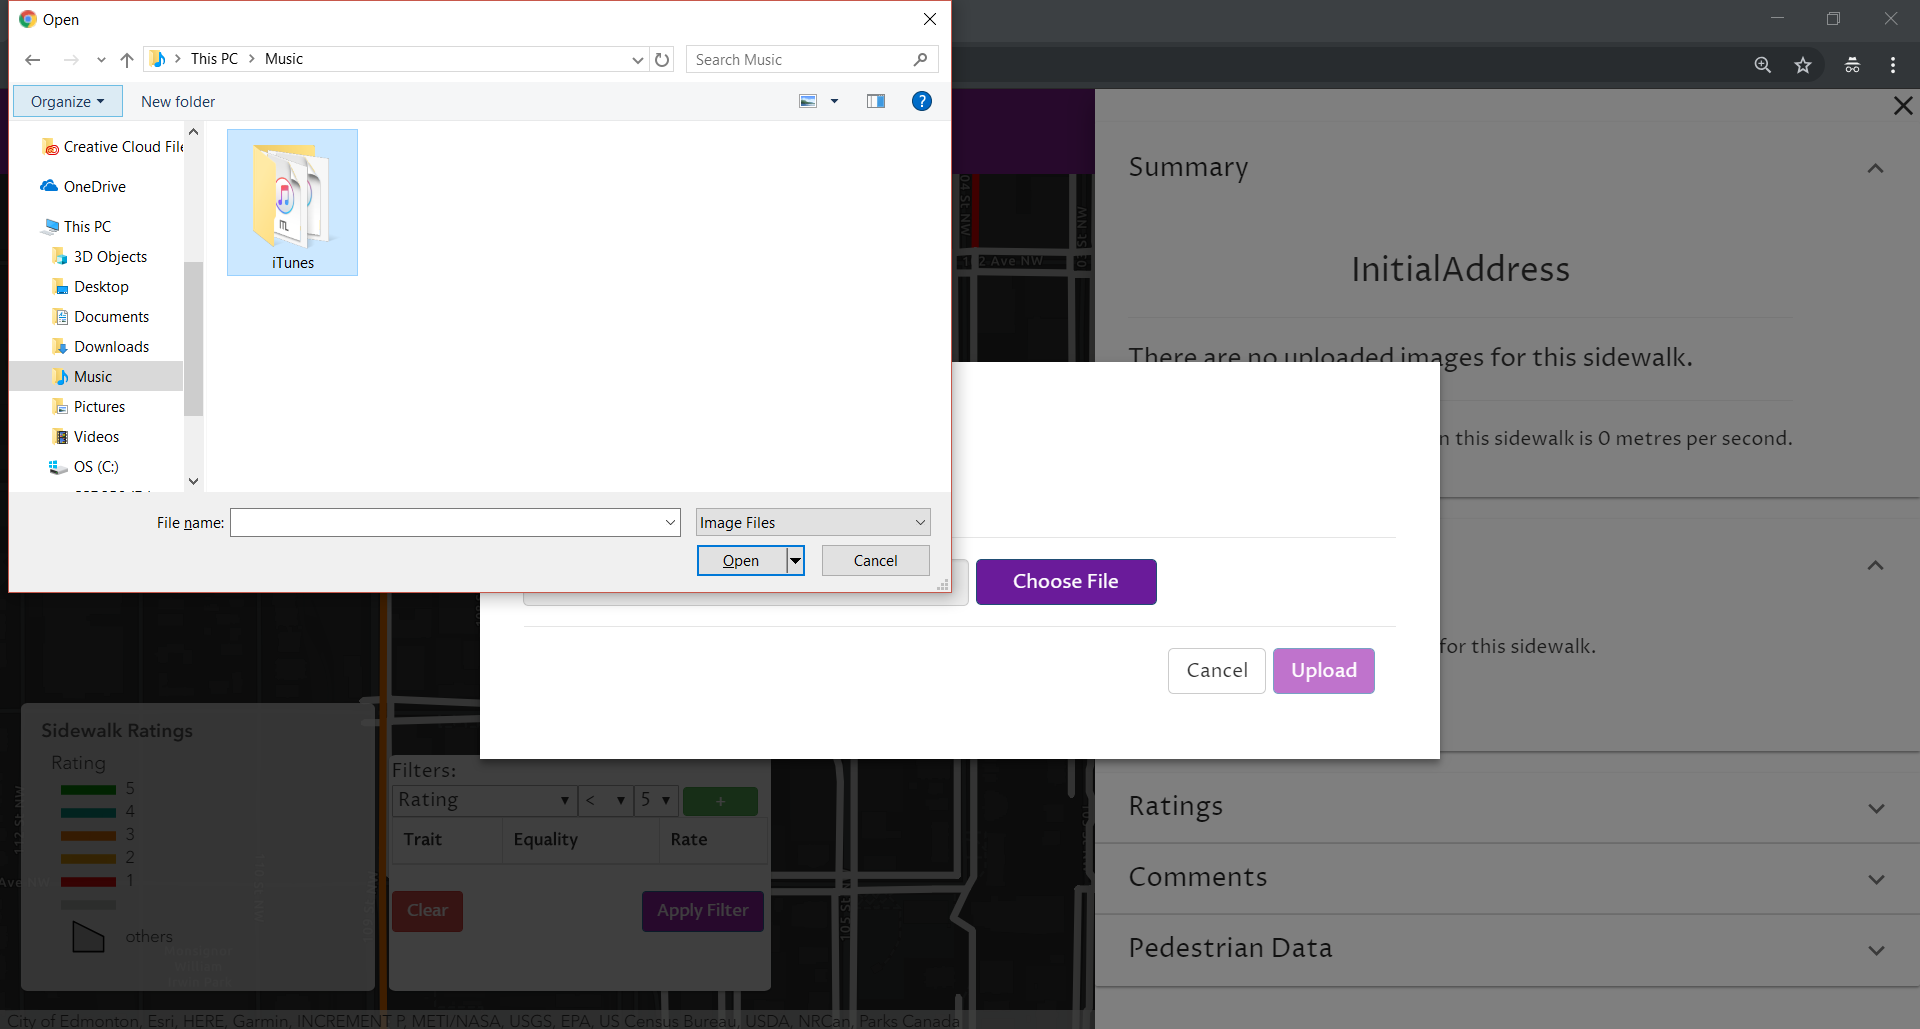 Open
This PC
Music
Search Music
Organize
New folder
Creative Cloud File
OneDrive
This PC
3D Objects
Desktop
Documents
Downloads
Music
Pictures
Videos
OS (C:)
iTunes
File name:
Image Files
Open
Cancel
Summary
InitialAddress
There are no uploaded images for this sidewalk.
n this sidewalk is 0 metres per second.
Choose File
for this sidewalk.
Cancel
Upload
Sidewalk Ratings
Rating
5
4
3
2
1
others
Filters:
Rating
<
5
+
Trait
Equality
Rate
Clear
Apply Filter
Ratings
Comments
Pedestrian Data
105 St NW
112 St NW
Ave NW
City of Edmonton, Esri, HERE, Garmin, INCREMENT P, METI/NASA, USGS, EPA, US Census Bureau, USDA, NRCan, Parks Canada